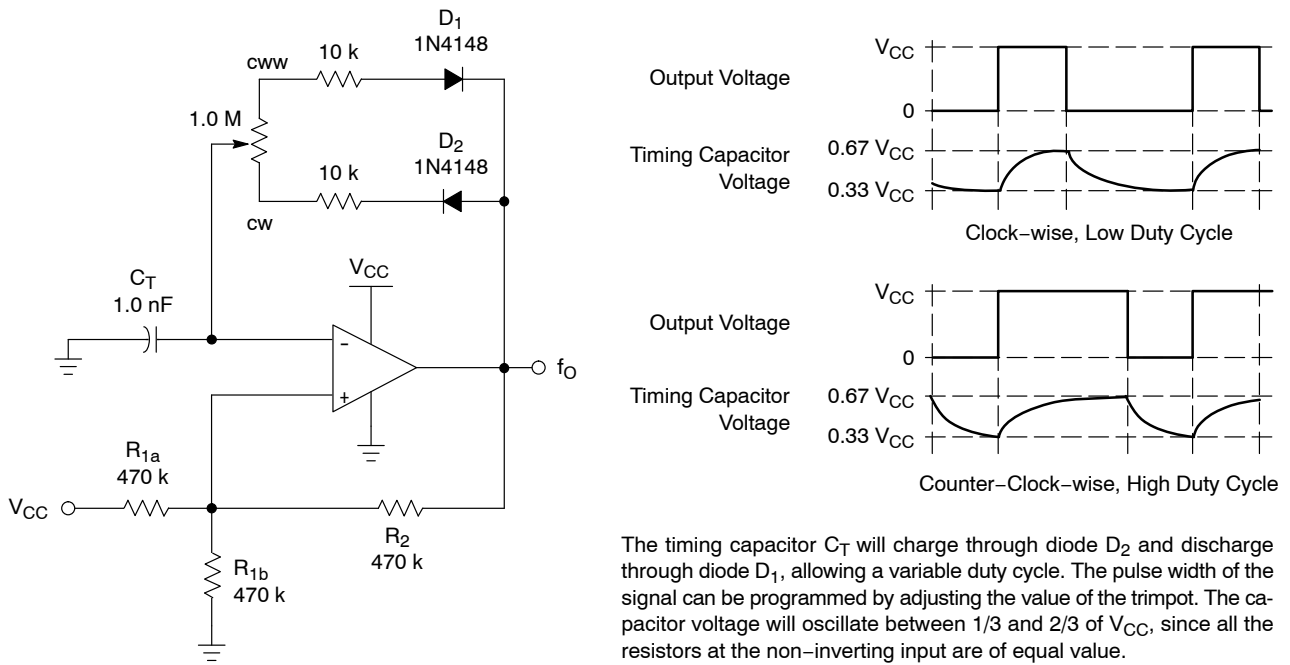 D1
1N4148
10 k
cww
1.0 M
D2
1N4148
10 k
cw
CT
1.0 nF
VCC
-
+
fO
R1a
470 k
VCC
R2
470 k
R1b
470 k
Output Voltage
VCC
0
Timing Capacitor
Voltage
0.67 VCC
0.33 VCC
Clock−wise, Low Duty Cycle
Output Voltage
VCC
0
Timing Capacitor
Voltage
0.67 VCC
0.33 VCC
Counter−Clock−wise, High Duty Cycle
The timing capacitor CT will charge through diode D2 and discharge
through diode D1, allowing a variable duty cycle. The pulse width of the
signal can be programmed by adjusting the value of the trimpot. The ca-
pacitor voltage will oscillate between 1/3 and 2/3 of VCC, since all the
resistors at the non−inverting input are of equal value.